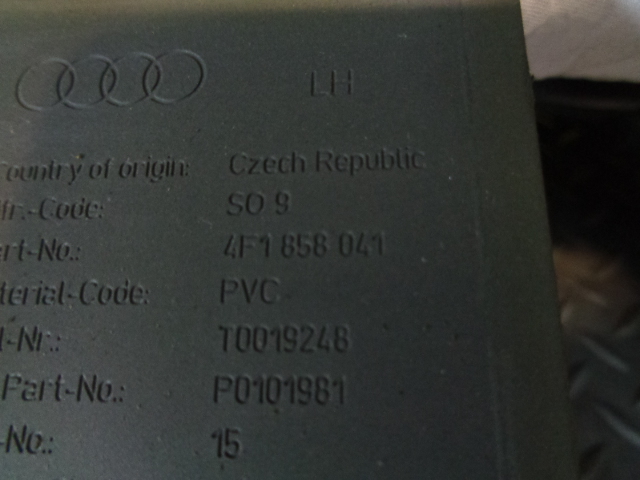 LH
Country of origin: Czech Republic
fr.-Code: SO 9
art-No.: 4F1 858 041
terial-Code: PVC
l-Nr.: T0019248
Part-No.: P0101981
-No.: 15